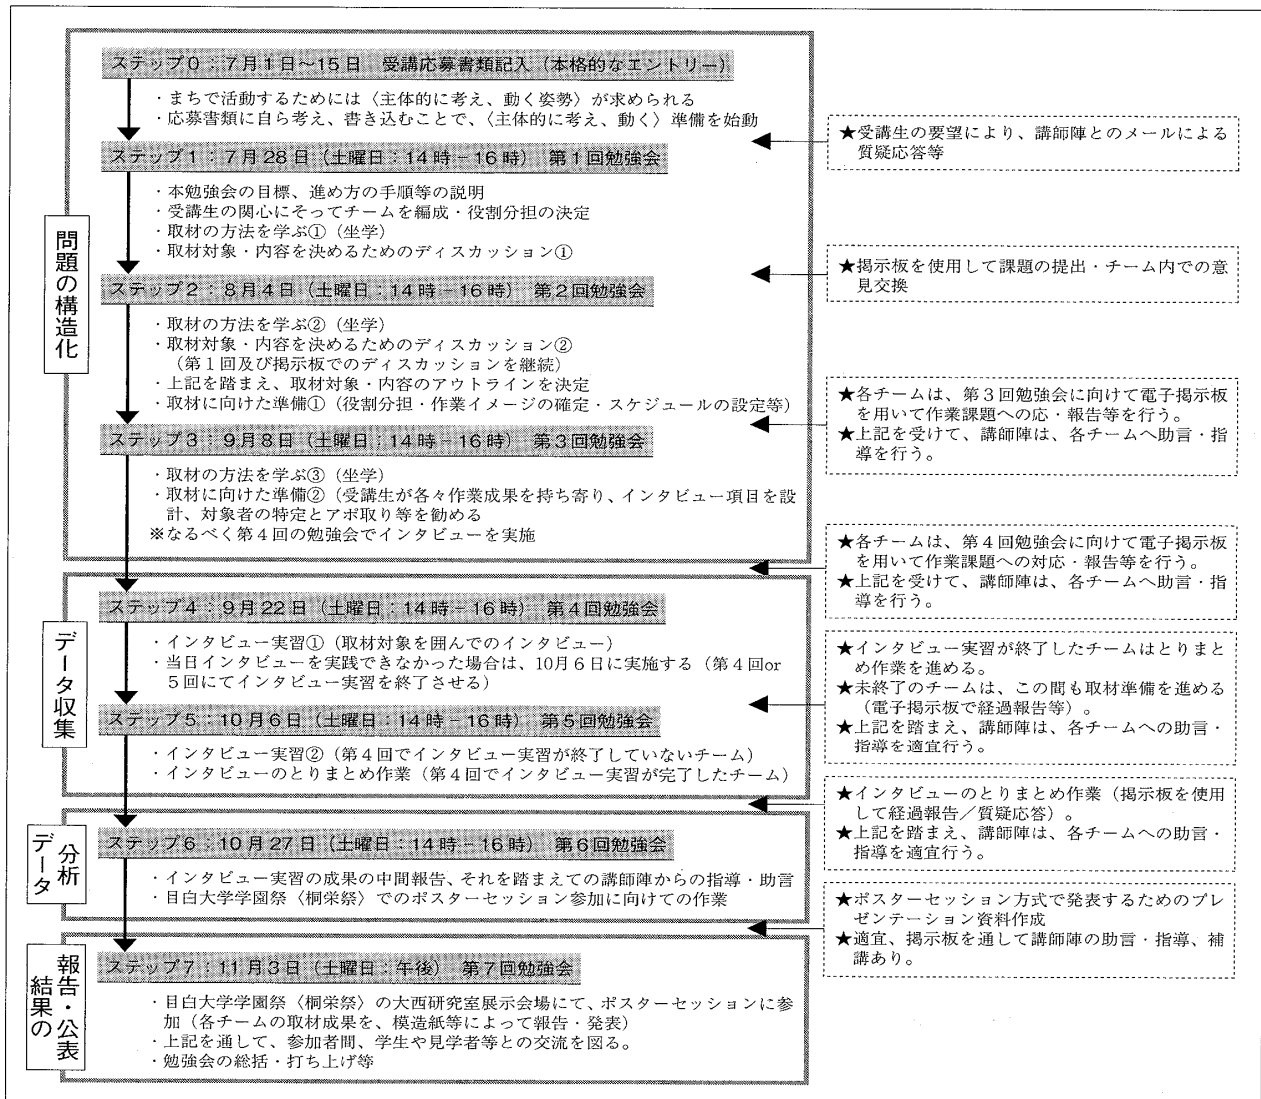 ステップ0：7月1日～15日　受講応募書類記入（本格的なエントリー）
・まちで活動するためには〈主体的に考え、動く姿勢〉が求められる
・応募書類に自ら考え、書き込むことで、〈主体的に考え、動く〉準備を始動
★受講生の要望により、講師陣とのメールによる
質疑応答等
ステップ1：7月28日（土曜日：14時－16時）　第1回勉強会
・本勉強会の目標、進め方の手順等の説明
・受講生の関心にそってチームを編成・役割分担の決定
・取材の方法を学ぶ①（坐学）
・取材対象・内容を決めるためのディスカッション①
問題の構造化
★掲示板を使用して課題の提出・チーム内での意
見交換
ステップ2：8月4日（土曜日：14時－16時）　第2回勉強会
・取材の方法を学ぶ②（坐学）
・取材対象・内容を決めるためのディスカッション②
（第1回及び掲示板でのディスカッションを継続）
・上記を踏まえ、取材対象・内容のアウトラインを決定
・取材に向けた準備①（役割分担・作業イメージの確定・スケジュールの設定等）
★各チームは、第3回勉強会に向けて電子掲示板
を用いて作業課題への応・報告等を行う。
★上記を受けて、講師陣は、各チームへ助言・指
導を行う。
ステップ3：9月8日（土曜日：14時－16時）　第3回勉強会
・取材の方法を学ぶ③（坐学）
・取材に向けた準備②（受講生が各々作業成果を持ち寄り、インタビュー項目を設
計、対象者の特定とアポ取り等を勧める
※なるべく第4回の勉強会でインタビューを実施
★各チームは、第4回勉強会に向けて電子掲示板
を用いて作業課題への対応・報告等を行う。
★上記を受けて、講師陣は、各チームへ助言・指
導を行う。
ステップ4：9月22日（土曜日：14時－16時）　第4回勉強会
・インタビュー実習①（取材対象を囲んでのインタビュー）
・当日インタビューを実践できなかった場合は、10月6日に実施する（第4回or
5回にてインタビュー実習を終了させる）
データ収集
★インタビュー実習が終了したチームはとりまと
め作業を進める。
★未終了のチームは、この間も取材準備を進める
（電子掲示板で経過報告等）。
★上記を踏まえ、講師陣は、各チームへの助言・
指導を適宜行う。
ステップ5：10月6日（土曜日：14時－16時）　第5回勉強会
・インタビュー実習②（第4回でインタビュー実習が終了していないチーム）
・インタビューのとりまとめ作業（第4回でインタビュー実習が完了したチーム）
★インタビューのとりまとめ作業（掲示板を使用
して経過報告／質疑応答）。
★上記を踏まえ、講師陣は、各チームへの助言・
指導を適宜行う。
データ
分析
ステップ6：10月27日（土曜日：14時－16時）　第6回勉強会
・インタビュー実習の成果の中間報告、それを踏まえての講師陣からの指導・助言
・目白大学学園祭〈桐栄祭〉でのポスターセッション参加に向けての作業
★ポスターセッション方式で発表するためのプレ
ゼンテーション資料作成
★適宜、掲示板を通して講師陣の助言・指導、補
講あり。
結果の
報告・公表
ステップ7：11月3日（土曜日：午後）　第7回勉強会
・目白大学学園祭〈桐栄祭〉の大西研究室展示会場にて、ポスターセッションに参
加（各チームの取材成果を、模造紙等によって報告・発表）
・上記を通して、参加者間、学生や見学者等との交流を図る。
・勉強会の総括・打ち上げ等